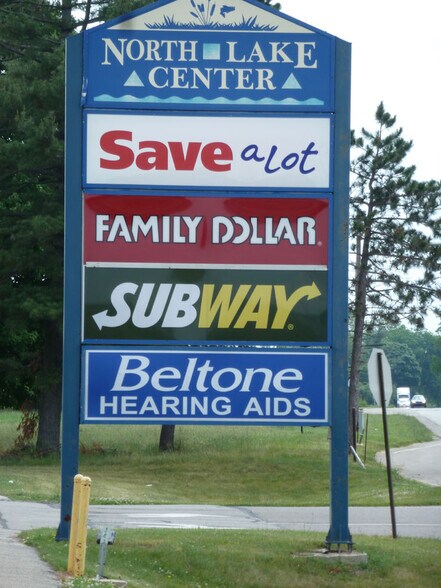 NORTH LAKE
CENTER
Save a lot
FAMILY DOLLAR
SUBWAY
Beltone
HEARING AIDS